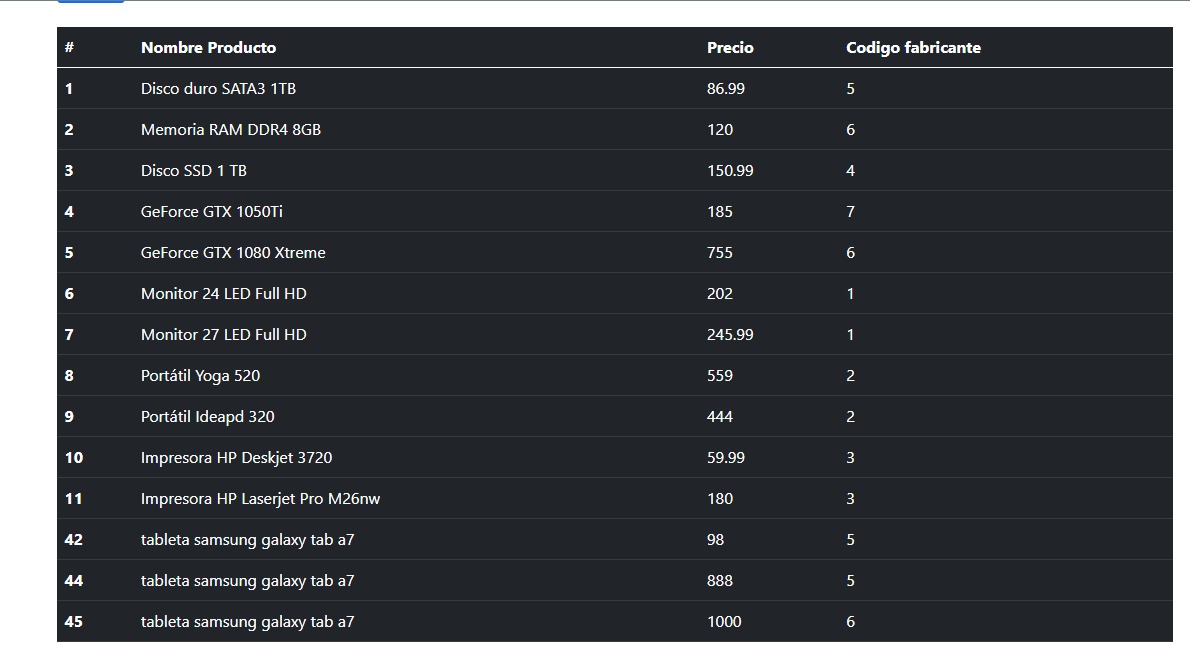 # Nombre Producto Precio Codigo fabricante
1 Disco duro SATA3 1TB 86.99 5
2 Memoria RAM DDR4 8GB 120 6
3 Disco SSD 1 TB 150.99 4
4 GeForce GTX 1050Ti 185 7
5 GeForce GTX 1080 Xtreme 755 6
6 Monitor 24 LED Full HD 202 1
7 Monitor 27 LED Full HD 245.99 1
8 Portátil Yoga 520 559 2
9 Portátil Ideapd 320 444 2
10 Impresora HP Deskjet 3720 59.99 3
11 Impresora HP Laserjet Pro M26nw 180 3
42 tableta samsung galaxy tab a7 98 5
44 tableta samsung galaxy tab a7 888 5
45 tableta samsung galaxy tab a7 1000 6